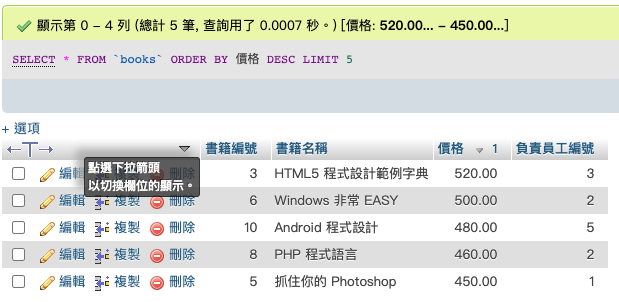 顯示第 0 - 4 列 (總計 5 筆, 查詢用了 0.0007 秒。) [價格: 520.00... - 450.00...]
SELECT * FROM `books` ORDER BY 價格 DESC LIMIT 5
+ 選項
←T→ 書籍編號 書籍名稱 價格 1 負責員工編號
點選下拉箭頭
以切換欄位的顯示。
編輯 刪除 3 HTML5 程式設計範例字典 520.00 3
編輯 複製 刪除 6 Windows 非常 EASY 500.00 2
編輯 複製 刪除 10 Android 程式設計 480.00 5
編輯 複製 刪除 8 PHP 程式語言 460.00 2
編輯 複製 刪除 5 抓住你的 Photoshop 450.00 1